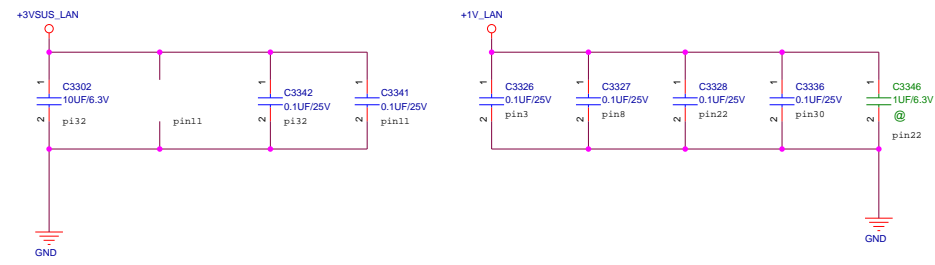 +3VSUS_LAN
1
C3302
10UF/6.3V
2
pi32
pin11
1
C3342
0.1UF/25V
2
pi32
1
C3341
0.1UF/25V
2
pin11
GND
+1V_LAN
1
C3326
0.1UF/25V
2
pin3
1
C3327
0.1UF/25V
2
pin8
1
C3328
0.1UF/25V
2
pin22
1
C3336
0.1UF/25V
2
pin30
1
C3346
1UF/6.3V
@
2
pin22
GND